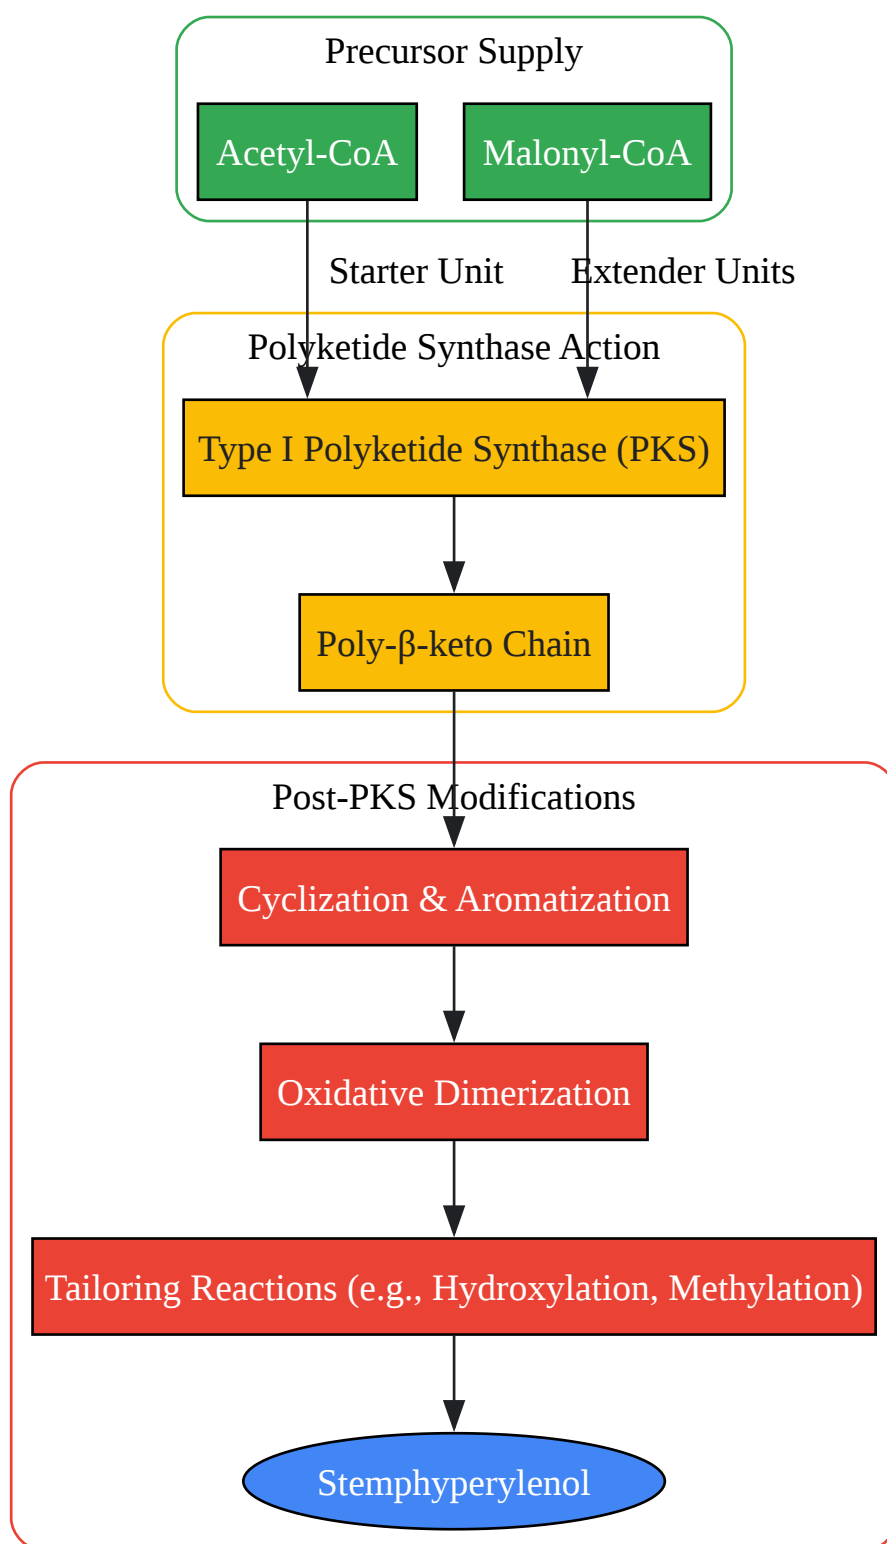 Precursor Supply
Acetyl-CoA
Malonyl-CoA
Starter Unit
Extender Units
Polyketide Synthase Action
Type I Polyketide Synthase (PKS)
Poly-β-keto Chain
Post-PKS Modifications
Cyclization & Aromatization
Oxidative Dimerization
Tailoring Reactions (e.g., Hydroxylation, Methylation)
Stemphyperylenol